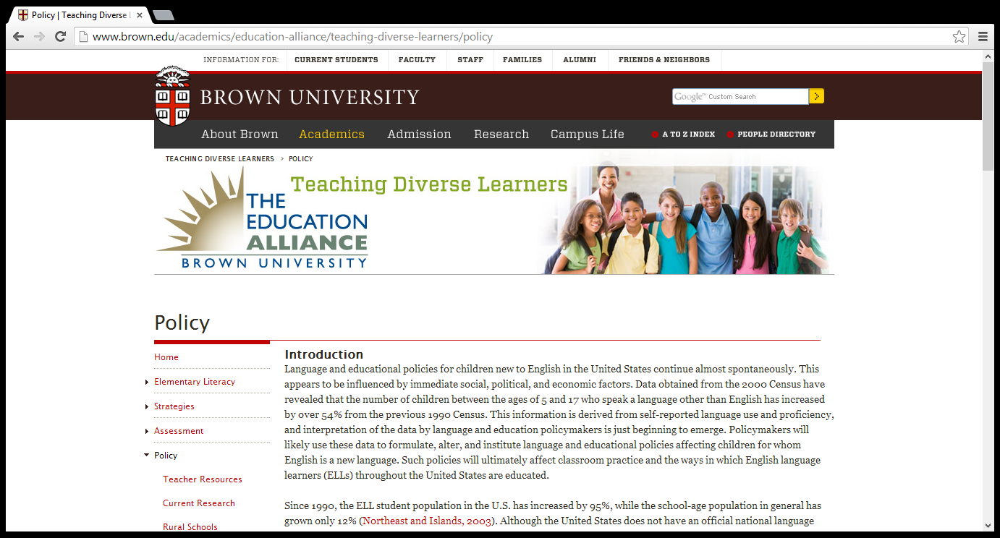 Policy | Teaching Diverse L
www.brown.edu/academics/education-alliance/teaching-diverse-learners/policy
INFORMATION FOR: CURRENT STUDENTS FACULTY STAFF FAMILIES ALUMNI FRIENDS & NEIGHBORS
BROWN UNIVERSITY
Google™ Custom Search
About Brown Academics Admission Research Campus Life A TO Z INDEX PEOPLE DIRECTORY
TEACHING DIVERSE LEARNERS › POLICY
Teaching Diverse Learners
THE
EDUCATION
ALLIANCE
BROWN UNIVERSITY
Policy
Home
Elementary Literacy
Strategies
Assessment
Policy
Teacher Resources
Current Research
Rural Schools
Introduction
Language and educational policies for children new to English in the United States continue almost spontaneously. This
appears to be influenced by immediate social, political, and economic factors. Data obtained from the 2000 Census have
revealed that the number of children between the ages of 5 and 17 who speak a language other than English has increased
by over 54% from the previous 1990 Census. This information is derived from self-reported language use and proficiency,
and interpretation of the data by language and education policymakers is just beginning to emerge. Policymakers will
likely use these data to formulate, alter, and institute language and educational policies affecting children for whom
English is a new language. Such policies will ultimately affect classroom practice and the ways in which English language
learners (ELLs) throughout the United States are educated.
Since 1990, the ELL student population in the U.S. has increased by 95%, while the school-age population in general has
grown only 12% (Northeast and Islands, 2003). Although the United States does not have an official national language